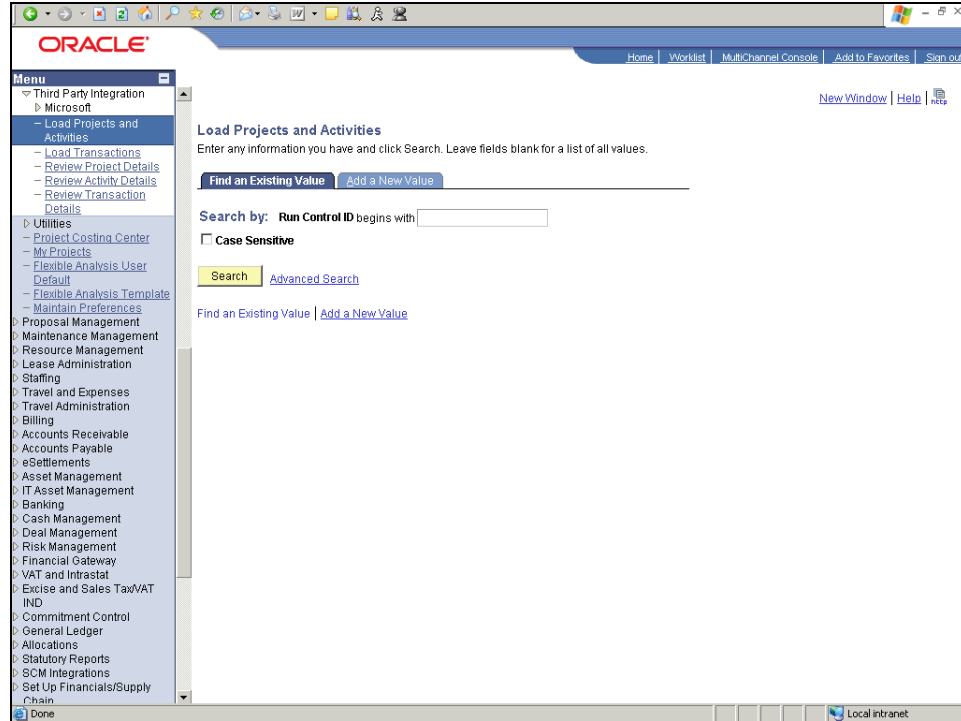 ORACLE'
Home | Worklist | MultiChannel Console | Add to Favorites | Sign out
Menu
Third Party Integration
Microsoft
Load Projects and
Activities
Load Transactions
Review Project Details
Review Activity Details
Review Transaction
Details
Utilities
Project Costing Center
My Projects
Flexible Analysis User
Default
Flexible Analysis Template
Maintain Preferences
Proposal Management
Maintenance Management
Resource Management
Lease Administration
Staffing
Travel and Expenses
Travel Administration
Billing
Accounts Receivable
Accounts Payable
eSettlements
Asset Management
IT Asset Management
Banking
Cash Management
Deal Management
Risk Management
Financial Gateway
VAT and Intrastat
Excise and Sales Tax/VAT
IND
Commitment Control
General Ledger
Allocations
Statutory Reports
SCM Integrations
Set Up Financials/Supply
Chain
New Window | Help | http
Load Projects and Activities
Enter any information you have and click Search. Leave fields blank for a list of all values.
Find an Existing Value
Add a New Value
Search by: Run Control ID begins with
Case Sensitive
Search
Advanced Search
Find an Existing Value | Add a New Value
Done
Local intranet